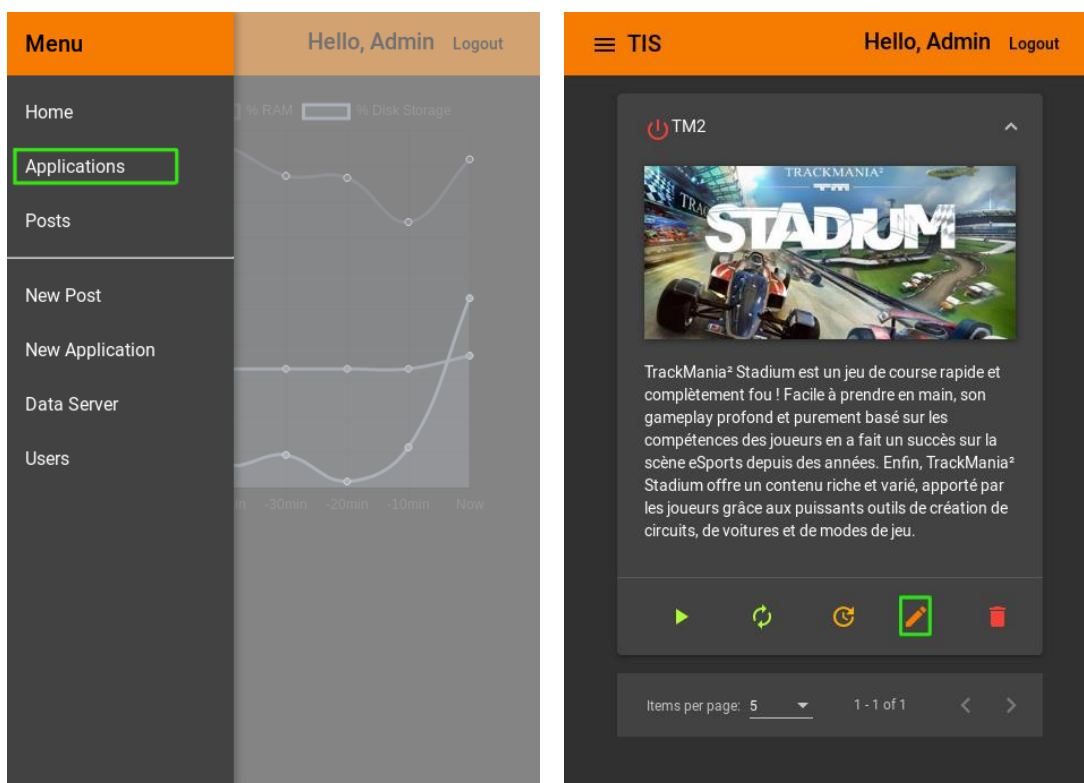 Menu
Hello, Admin Logout
Home
Applications
Posts
New Post
New Application
Data Server
Users
% RAM % Disk Storage
-30min -20min -10min Now
TIS
Hello, Admin Logout
TM2
TRACKMANIA²
STADIUM
TrackMania² Stadium est un jeu de course rapide et
complètement fou ! Facile à prendre en main, son
gameplay profond et purement basé sur les
compétences des joueurs en a fait un succès sur la
scène eSports depuis des années. Enfin, TrackMania²
Stadium offre un contenu riche et varié, apporté par
les joueurs grâce aux puissants outils de création de
circuits, de voitures et de modes de jeu.
Items per page: 5 1 - 1 of 1